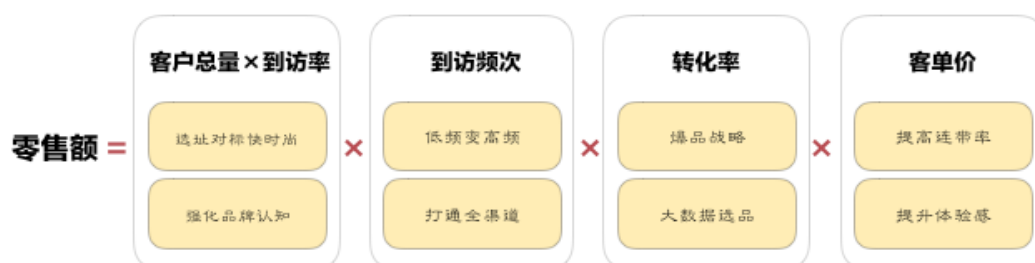 客户总量×到访率
到访频次
转化率
客单价
零售额=
×
×
×
选址对标快时尚
低频变高频
爆品战略
提高连带率
强化品牌认知
打通全渠道
大数据选品
提升体验感